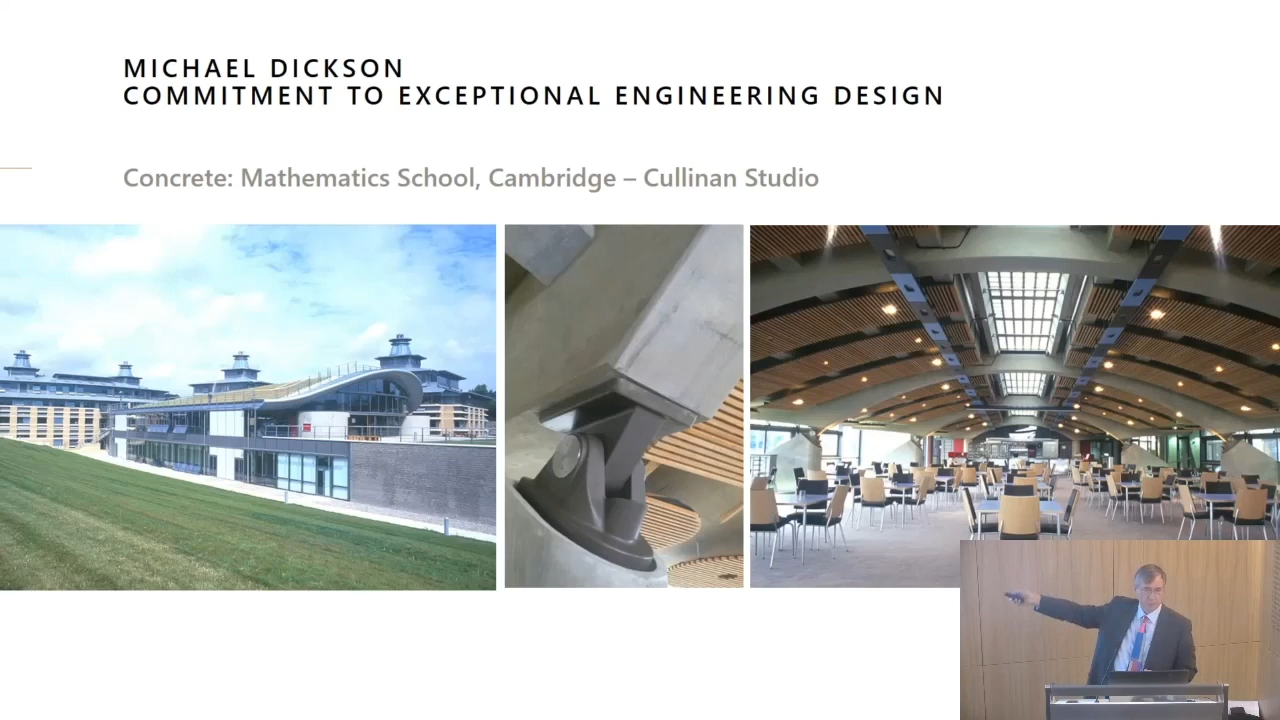 MICHAEL DICKSON
COMMITMENT TO EXCEPTIONAL ENGINEERING DESIGN
Concrete: Mathematics School, Cambridge – Cullinan Studio